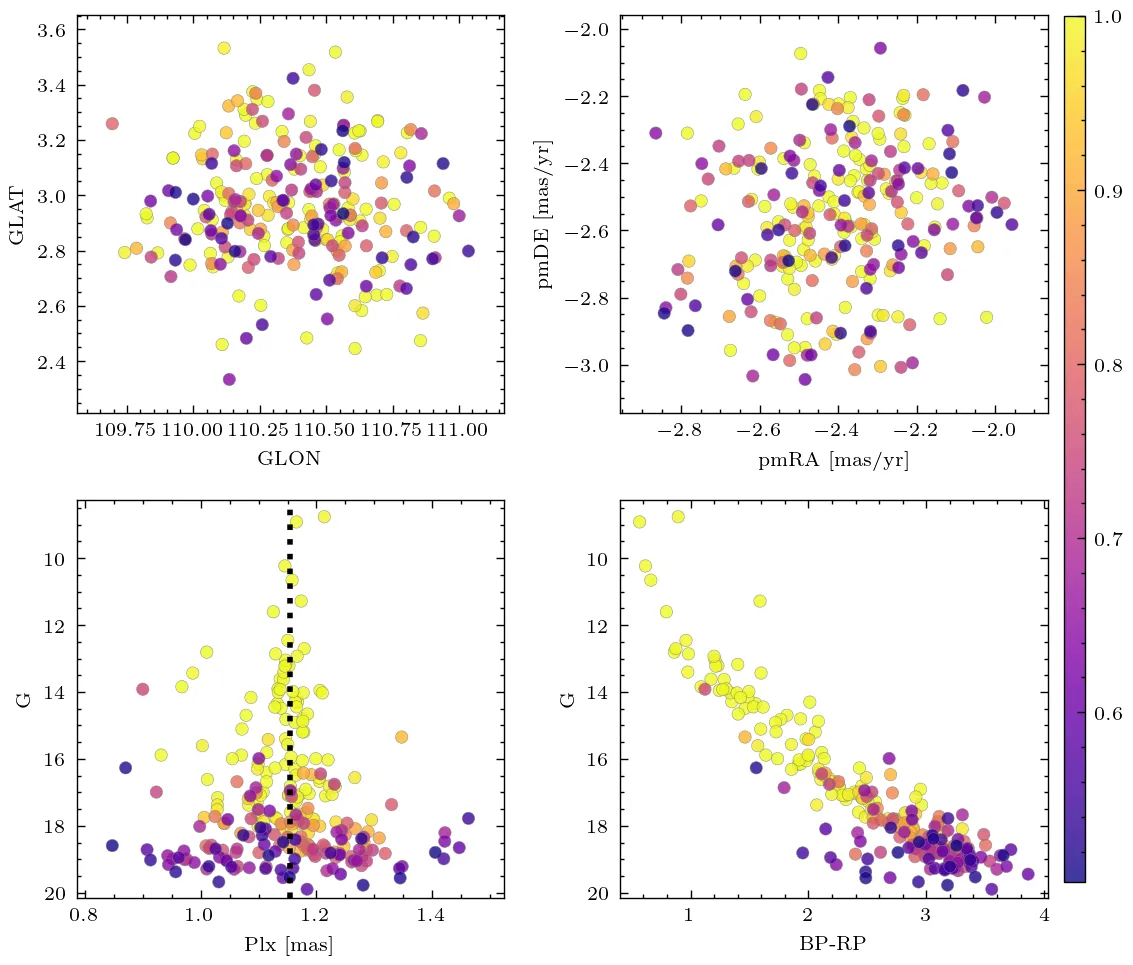 3.6
3.4
3.2
3.0
2.8
2.6
2.4
GLAT
109.75 110.00 110.25 110.50 110.75 111.00
GLON
−2.0
−2.2
−2.4
−2.6
−2.8
−3.0
pmDE [mas/yr]
−2.8 −2.6 −2.4 −2.2 −2.0
pmRA [mas/yr]
1.0
0.9
0.8
0.7
0.6
10
12
14
16
18
20
G
0.8 1.0 1.2 1.4
Plx [mas]
10
12
14
16
18
20
G
1 2 3 4
BP-RP